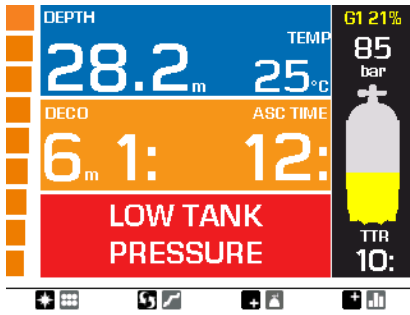 DEPTH
TEMP
28.2m
25°C
DECO
ASC TIME
6m 1:
12:
LOW TANK
PRESSURE
G1 21%
85
bar
TTR
10: